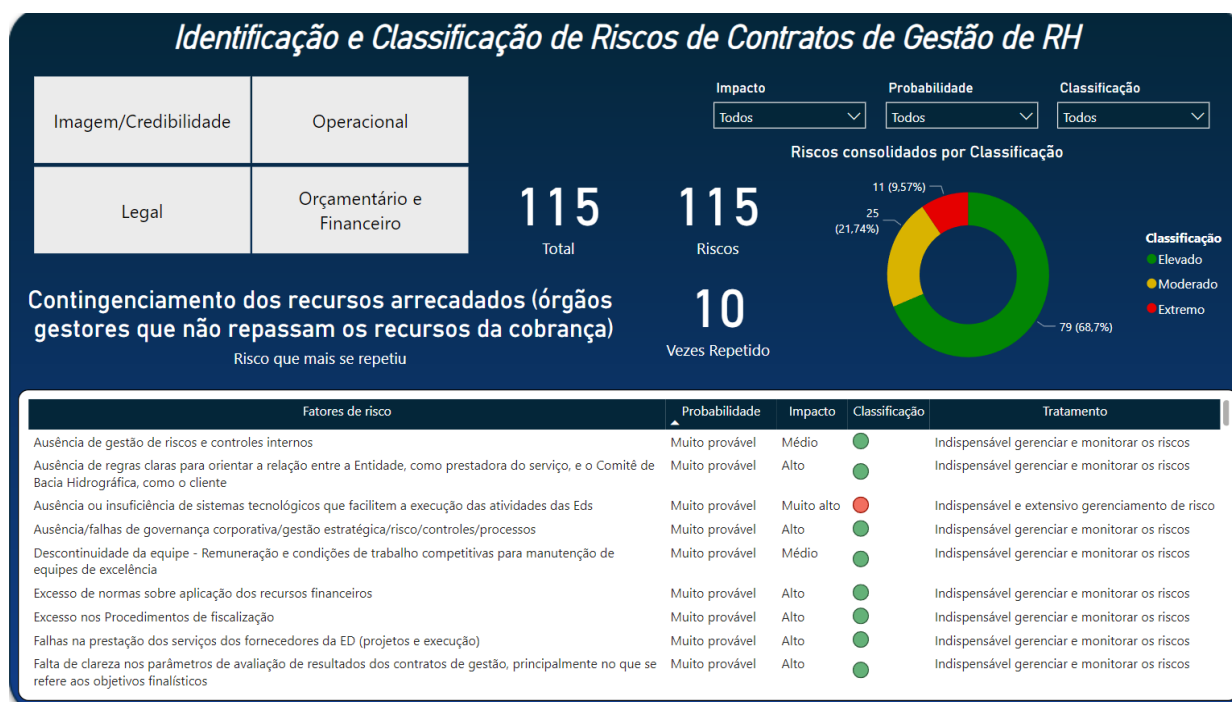 Identificação e Classificação de Riscos de Contratos de Gestão de RH
Imagem/Credibilidade
Operacional
Legal
Orçamentário e
Financeiro
115
Total
115
Riscos
Impacto
Todos
Probabilidade
Todos
Classificação
Todos
Riscos consolidados por Classificação
11 (9,57%)
25
(21,74%)
79 (68,7%)
Classificação
Elevado
Moderado
Extremo
Contingenciamento dos recursos arrecadados (órgãos
gestores que não repassam os recursos da cobrança)
Risco que mais se repetiu
10
Vezes Repetido
Fatores de risco Probabilidade Impacto Classificação Tratamento
Ausência de gestão de riscos e controles internos Muito provável Médio Indispensável gerenciar e monitorar os riscos
Ausência de regras claras para orientar a relação entre a Entidade, como prestadora do serviço, e o Comitê de Muito provável Alto Indispensável gerenciar e monitorar os riscos
Bacia Hidrográfica, como o cliente
Ausência ou insuficiência de sistemas tecnológicos que facilitem a execução das atividades das Eds Muito provável Muito alto Indispensável e extensivo gerenciamento de risco
Ausência/falhas de governança corporativa/gestão estratégica/risco/controles/processos Muito provável Alto Indispensável gerenciar e monitorar os riscos
Descontinuidade da equipe - Remuneração e condições de trabalho competitivas para manutenção de Muito provável Médio Indispensável gerenciar e monitorar os riscos
equipes de excelência
Excesso de normas sobre aplicação dos recursos financeiros Muito provável Alto Indispensável gerenciar e monitorar os riscos
Excesso nos Procedimentos de fiscalização Muito provável Alto Indispensável gerenciar e monitorar os riscos
Falhas na prestação dos serviços dos fornecedores da ED (projetos e execução) Muito provável Alto Indispensável gerenciar e monitorar os riscos
Falta de clareza nos parâmetros de avaliação de resultados dos contratos de gestão, principalmente no que se Muito provável Alto Indispensável gerenciar e monitorar os riscos
refere aos objetivos finalísticos